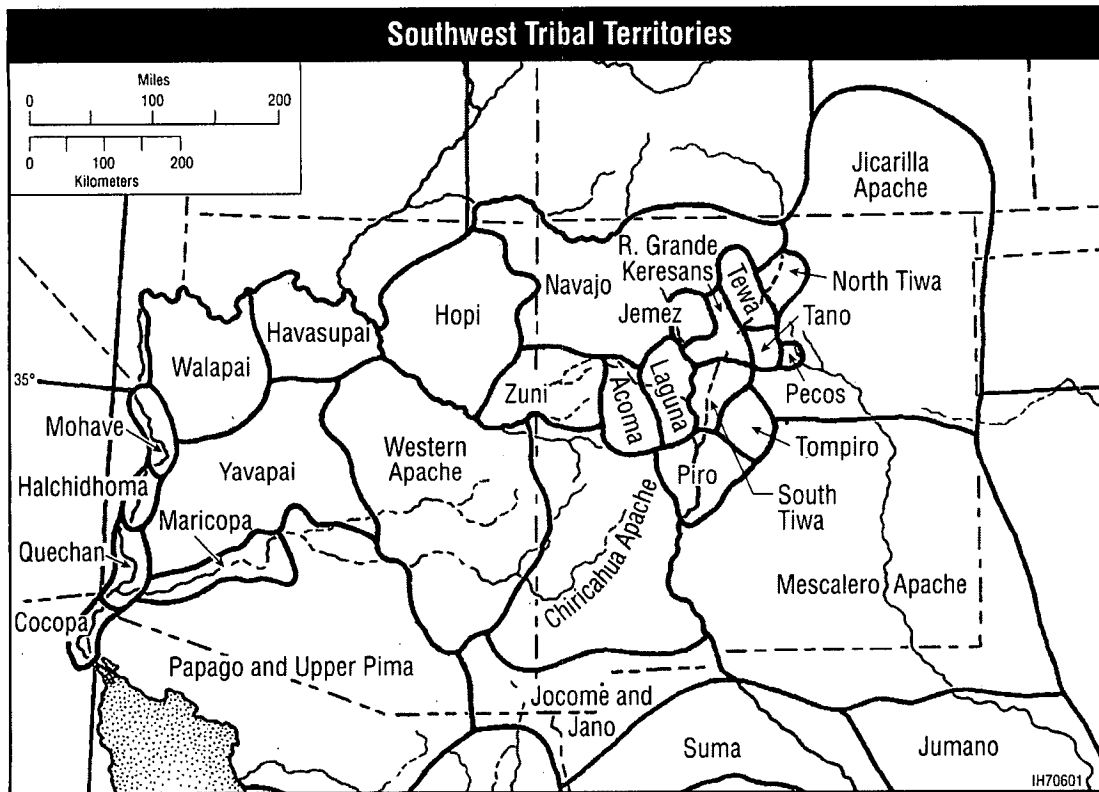 Southwest Tribal Territories
Miles
0 100 200
0 100 200
Kilometers
Jicarilla
Apache
R. Grande
Keresans
Navajo
Tewa
North Tiwa
Hopi
Jemez
Tano
Havasupai
Walapai
35°
Zuni
Acoma
Laguna
Pecos
Mohave
Western
Apache
Tompiro
Yavapai
Piro
Halchidhoma
South
Tiwa
Maricopa
Quechan
Chiricahua Apache
Mescalero Apache
Cocopa
Papago and Upper Pima
Jocome and
Jano
Suma
Jumano
IH70601